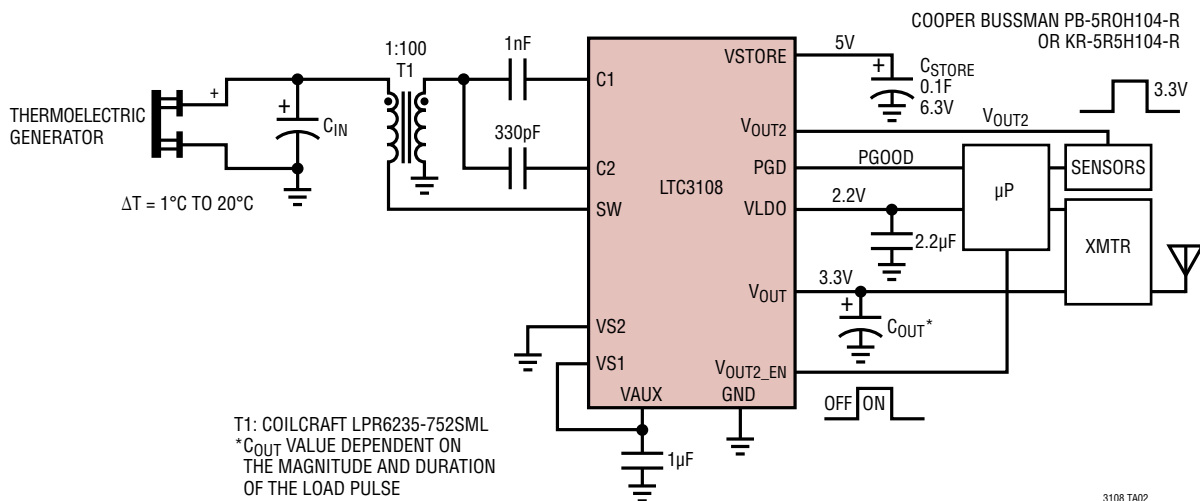 COOPER BUSSMAN PB-5ROH104-R
OR KR-5R5H104-R
1:100
T1
1nF
330pF
THERMOELECTRIC
GENERATOR
+
+
CIN
ΔT = 1°C TO 20°C
C1
C2
SW
VS2
VS1
VAUX
GND
LTC3108
VSTORE
VOUT2
PGD
VLDO
VOUT
VOUT2_EN
5V
+
CSTORE
0.1F
6.3V
3.3V
VOUT2
PGOOD
SENSORS
µP
2.2V
2.2µF
XMTR
3.3V
+
COUT*
OFF ON
1µF
T1: COILCRAFT LPR6235-752SML
*COUT VALUE DEPENDENT ON
THE MAGNITUDE AND DURATION
OF THE LOAD PULSE
3108 TA02